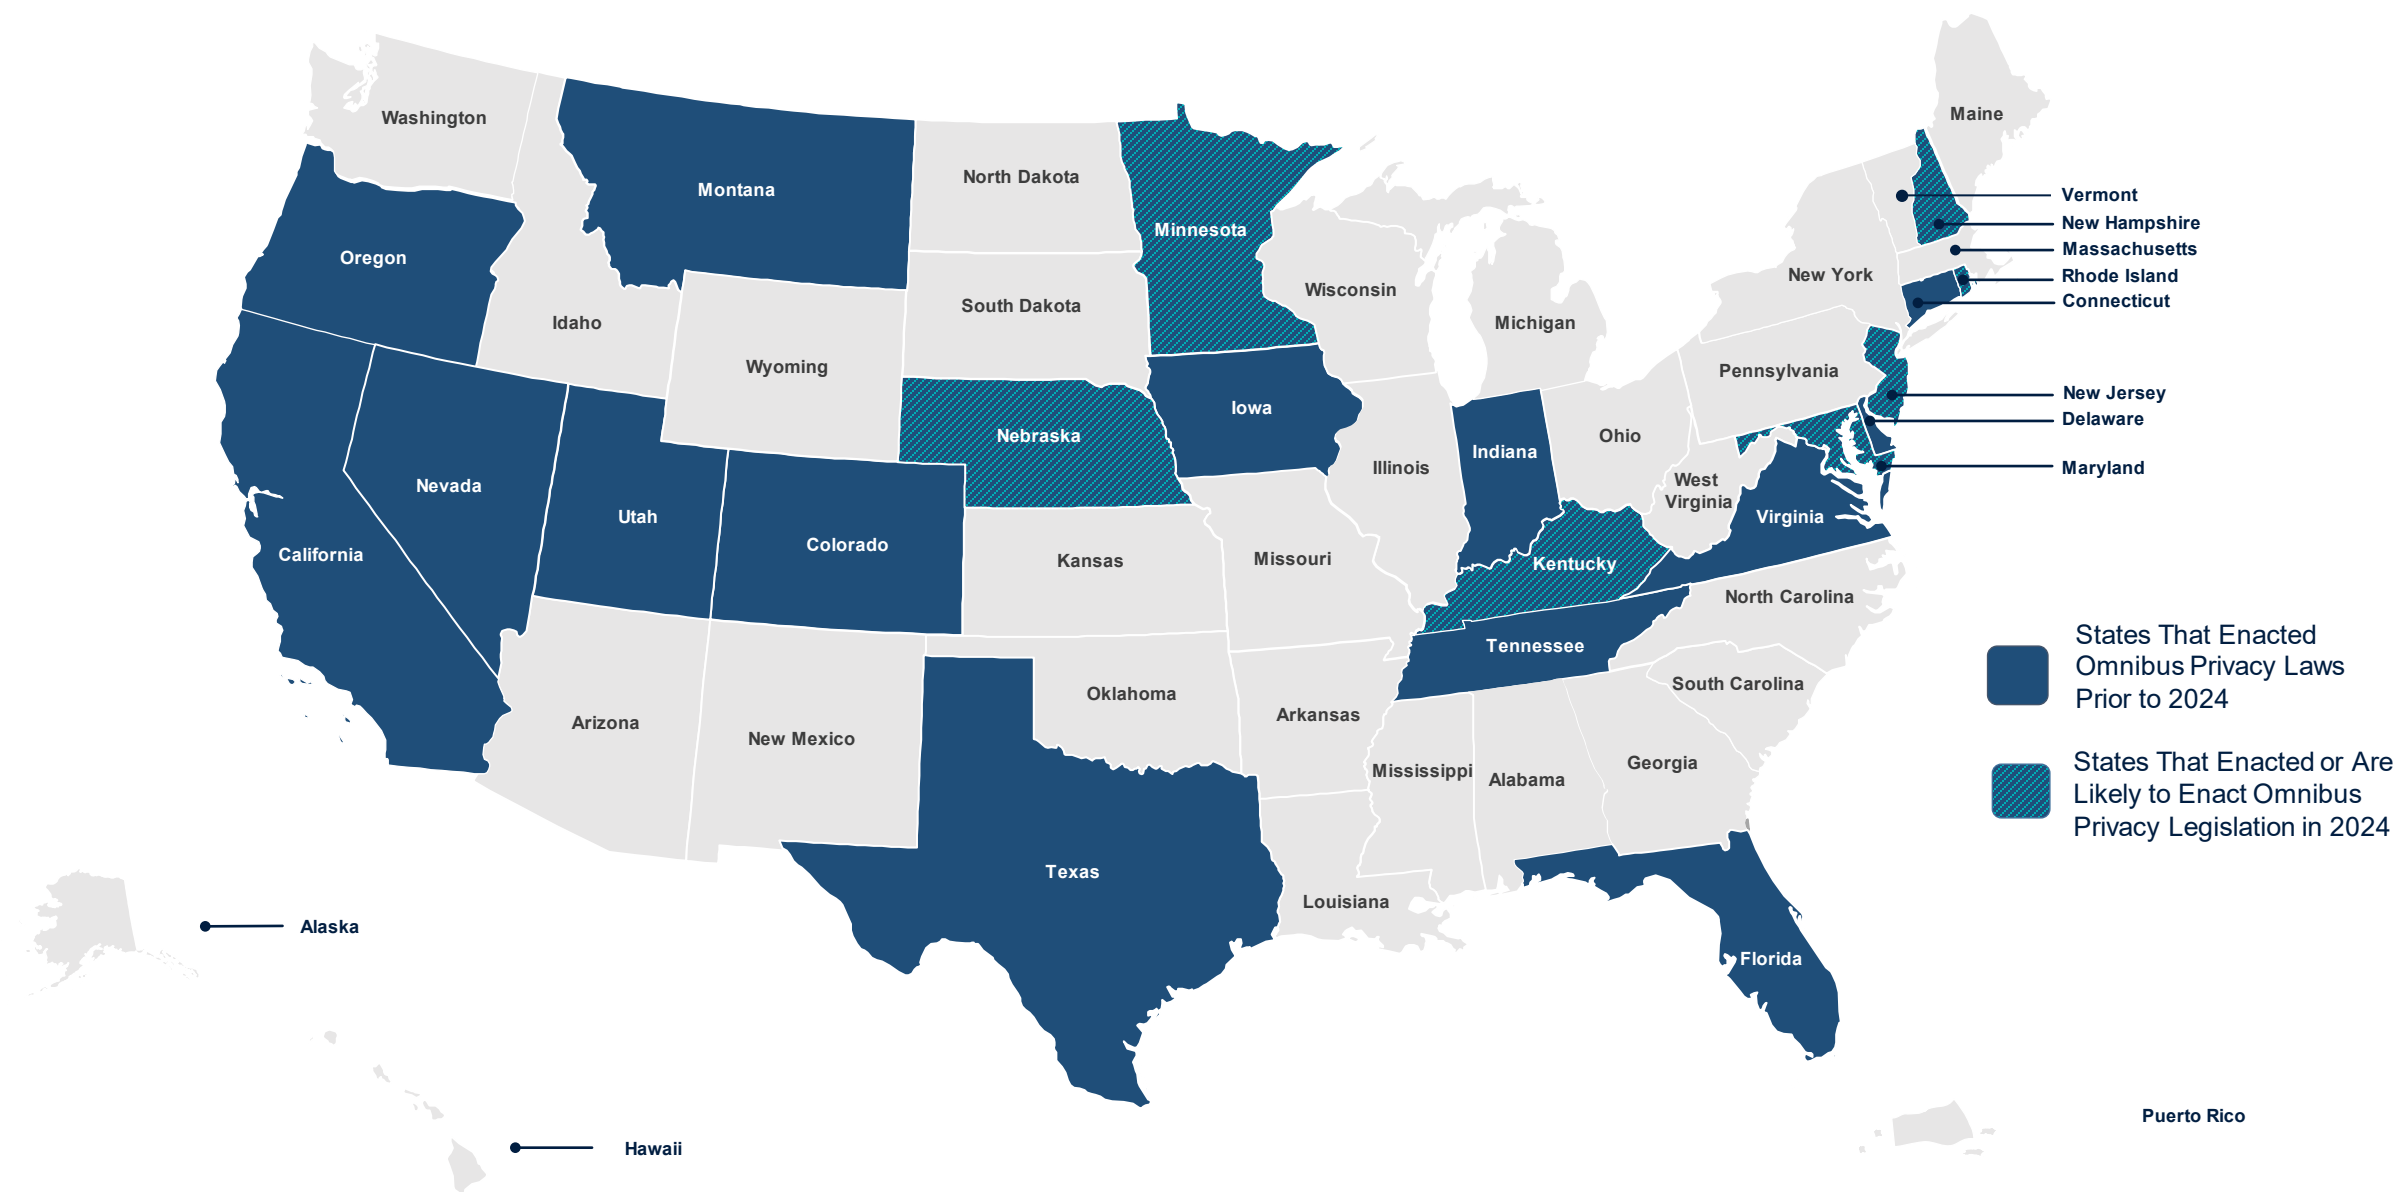 Washington
Maine
Montana
North Dakota
Vermont
New Hampshire
Minnesota
Massachusetts
Oregon
New York
Rhode Island
Wisconsin
Connecticut
South Dakota
Idaho
Michigan
Wyoming
Pennsylvania
New Jersey
Iowa
Delaware
Nebraska
Ohio
Indiana
Illinois
Maryland
Nevada
West
Virginia
Utah
Virginia
Colorado
California
Kansas
Missouri
Kentucky
North Carolina
Tennessee
States That Enacted
Omnibus Privacy Laws
Prior to 2024
South Carolina
Oklahoma
Arizona
Arkansas
New Mexico
Georgia
Mississippi
Alabama
States That Enacted or Are
Likely to Enact Omnibus
Privacy Legislation in 2024
Texas
Louisiana
Alaska
Florida
Puerto Rico
Hawaii